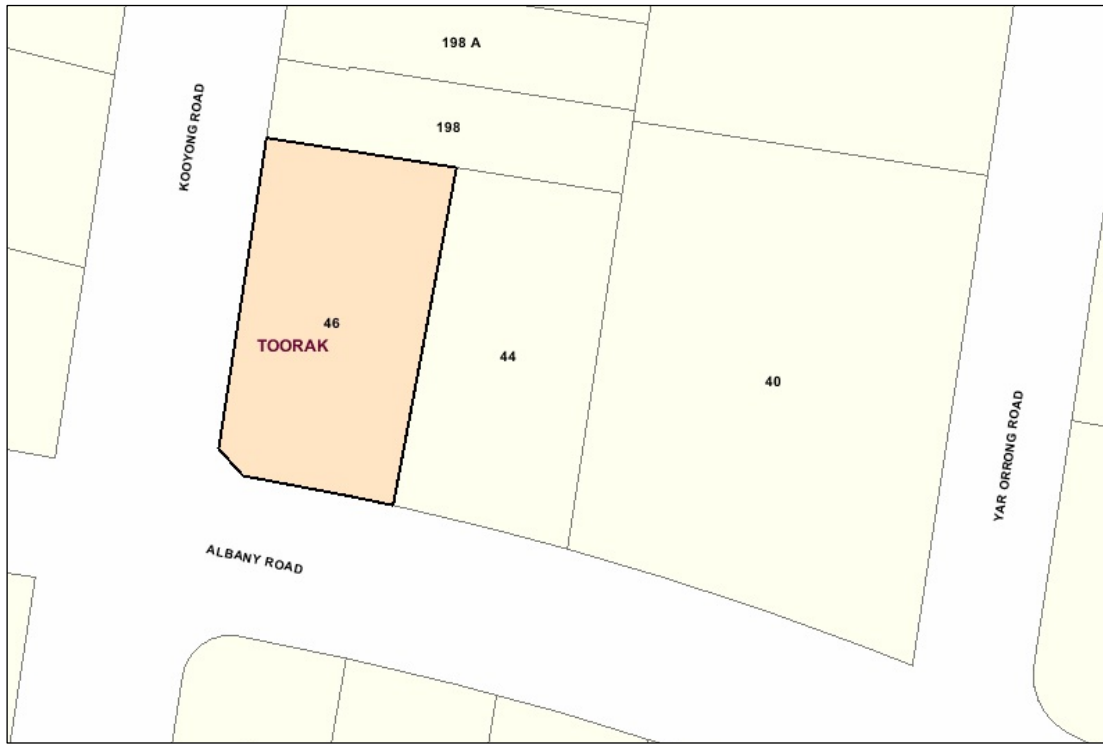 198 A
KOOYONG ROAD
198
46
TOORAK
44
40
YAR ORRONG ROAD
ALBANY ROAD